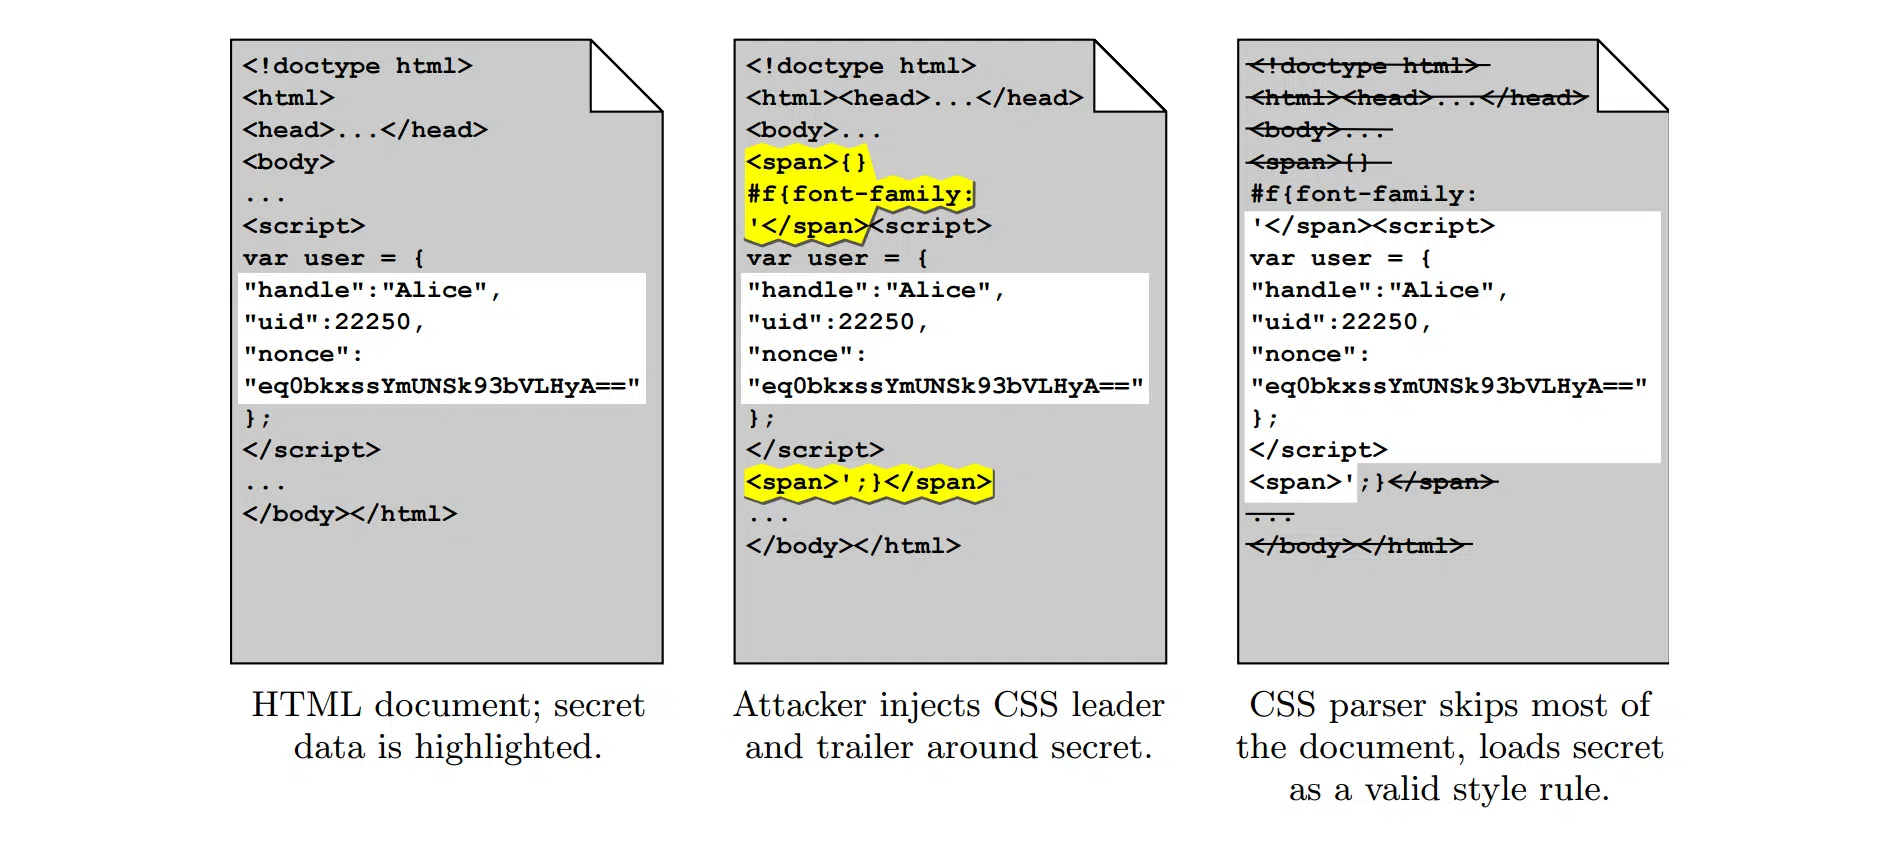 <!doctype html>
<html>
<head>...</head>
<body>
...
<script>
var user = {
"handle":"Alice",
"uid":22250,
"nonce":
"eq0bkxssYmUNSk93bVLHyA=="
};
</script>
...
</body></html>
HTML document; secret
data is highlighted.
<!doctype html>
<html><head>...</head>
<body>...
<span>{}
#f{font-family:
'</span><script>
var user = {
"handle":"Alice",
"uid":22250,
"nonce":
"eq0bkxssYmUNSk93bVLHyA=="
};
</script>
<span>';}</span>
...
</body></html>
Attacker injects CSS leader
and trailer around secret.
<!doctype html>
<html><head>...</head>
<body>...
<span>{}
#f{font-family:
'</span><script>
var user = {
"handle":"Alice",
"uid":22250,
"nonce":
"eq0bkxssYmUNSk93bVLHyA=="
};
</script>
<span>';}</span>
...
</body></html>
CSS parser skips most of
the document, loads secret
as a valid style rule.